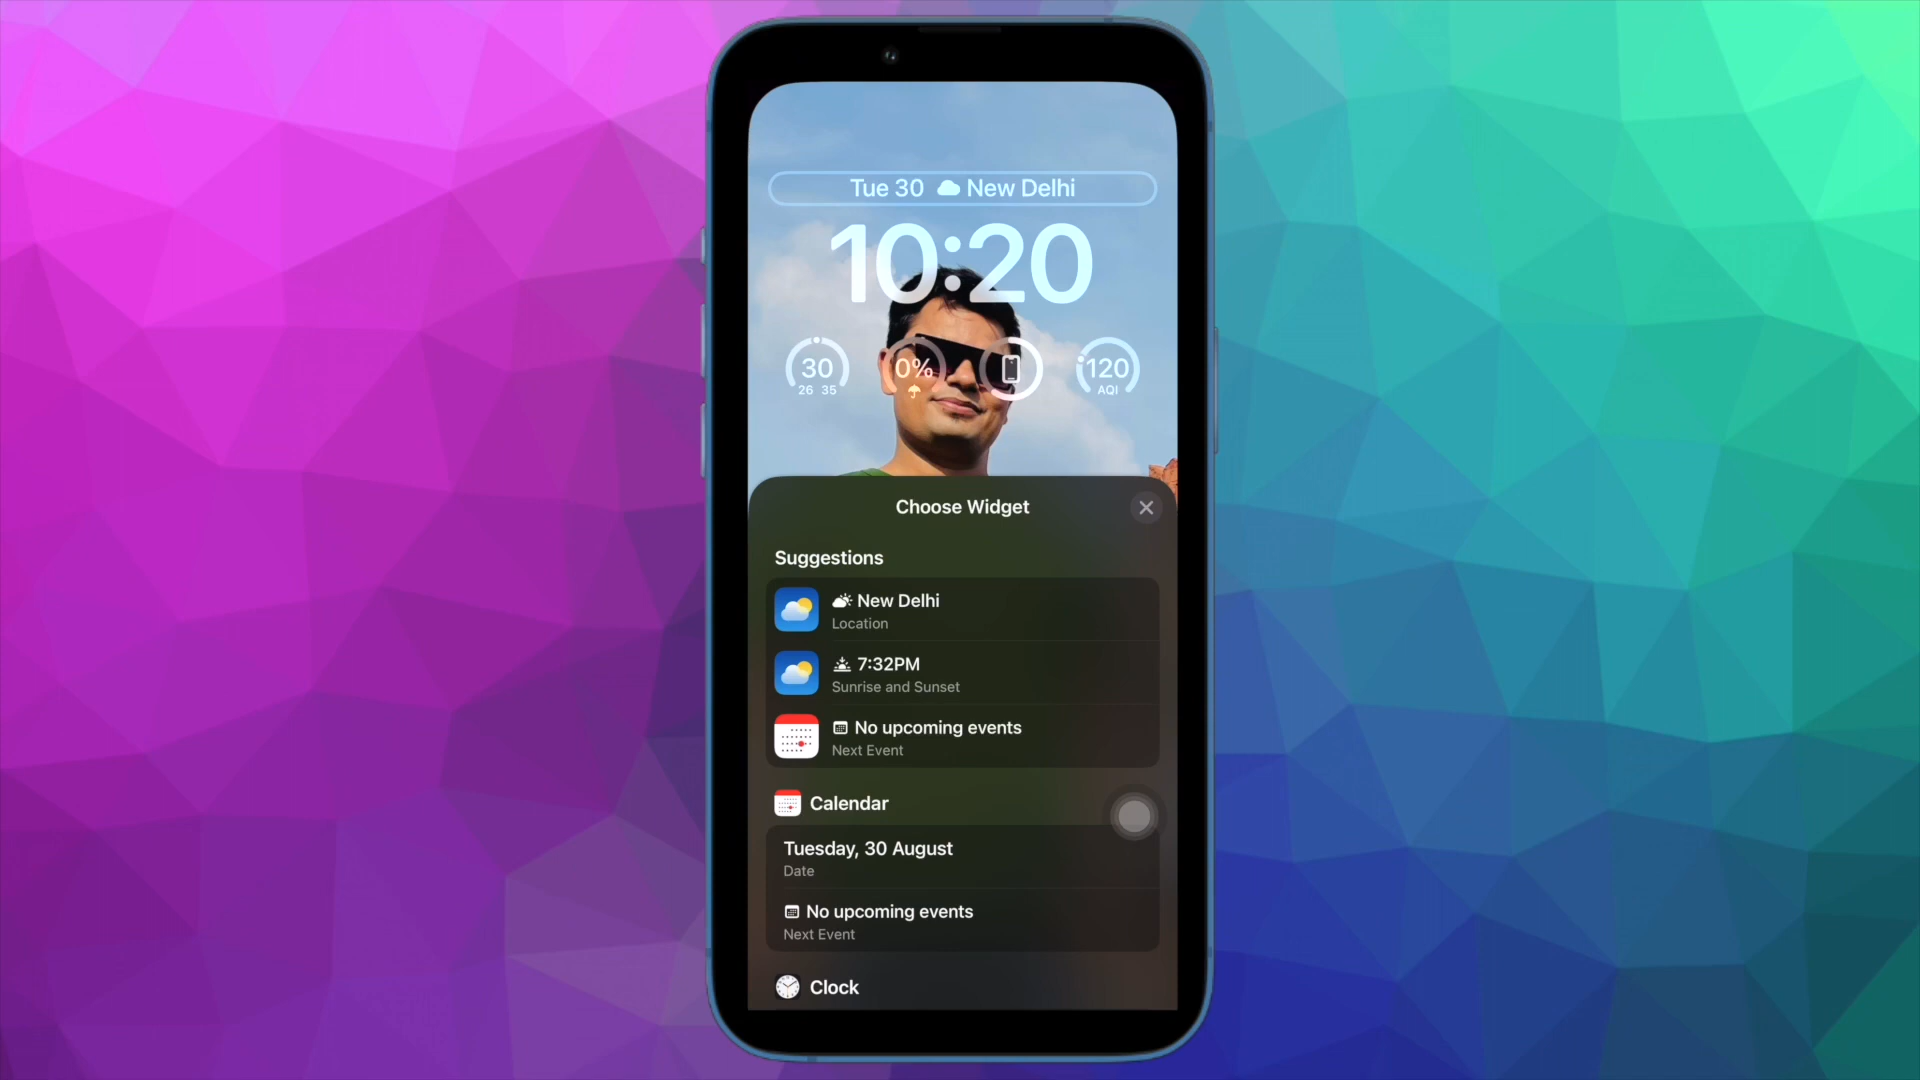 Tue 30 New Delhi
10:20
30
26 35
0%
120
AQI
Choose Widget
Suggestions
New Delhi
Location
7:32PM
Sunrise and Sunset
No upcoming events
Next Event
Calendar
Tuesday, 30 August
Date
No upcoming events
Next Event
Clock